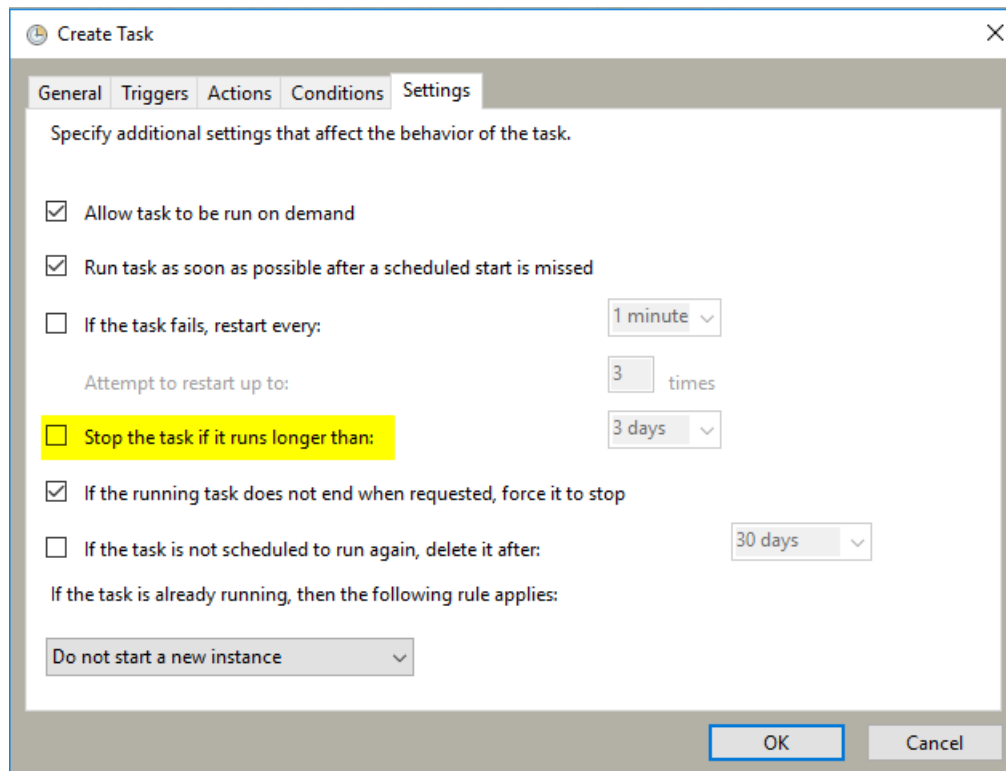 Create Task
General Triggers Actions Conditions Settings
Specify additional settings that affect the behavior of the task.
Allow task to be run on demand
Run task as soon as possible after a scheduled start is missed
If the task fails, restart every: 1 minute
Attempt to restart up to: 3 times
Stop the task if it runs longer than: 3 days
If the running task does not end when requested, force it to stop
If the task is not scheduled to run again, delete it after: 30 days
If the task is already running, then the following rule applies:
Do not start a new instance
OK Cancel